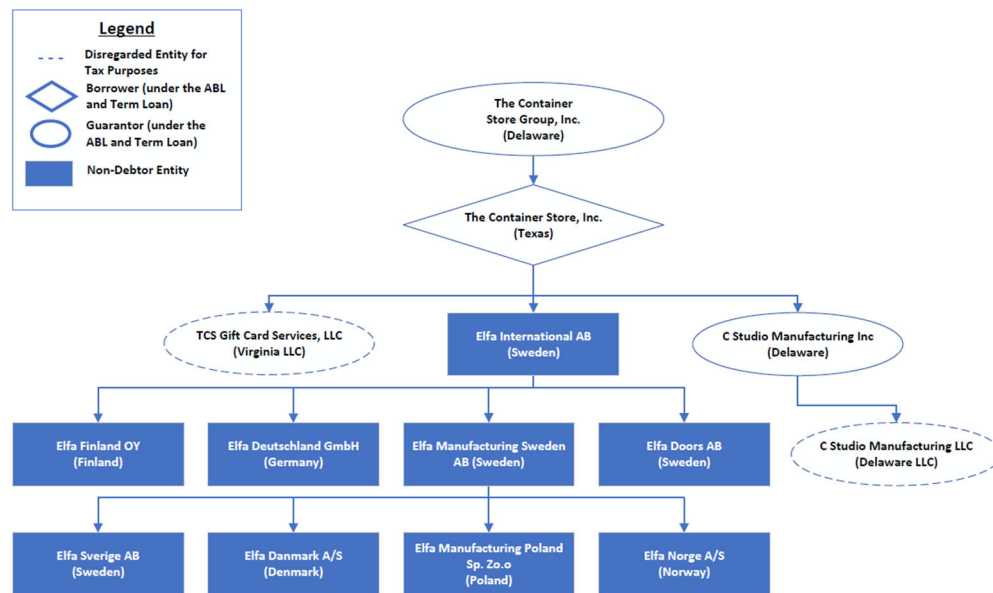 Legend
Disregarded Entity for
Tax Purposes
Borrower (under the ABL
and Term Loan)
Guarantor (under the
ABL and Term Loan)
Non-Debtor Entity
The Container
Store Group, Inc.
(Delaware)
The Container Store, Inc.
(Texas)
TCS Gift Card Services, LLC
(Virginia LLC)
Elfa International AB
(Sweden)
C Studio Manufacturing Inc
(Delaware)
Elfa Finland OY
(Finland)
Elfa Deutschland GmbH
(Germany)
Elfa Manufacturing Sweden
AB (Sweden)
Elfa Doors AB
(Sweden)
C Studio Manufacturing LLC
(Delaware LLC)
Elfa Sverige AB
(Sweden)
Elfa Danmark A/S
(Denmark)
Elfa Manufacturing Poland
Sp. Zo.o
(Poland)
Elfa Norge A/S
(Norway)